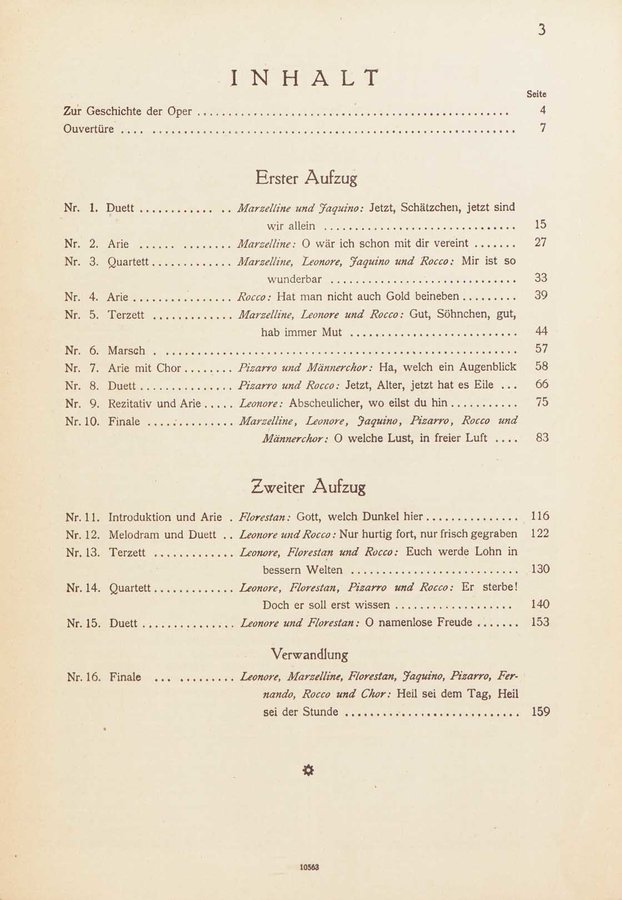 3
INHALT
Seite
Zur Geschichte der Oper ........................................ 4
Ouvertüre .... ........................................ 7
Erster Aufzug
Nr. 1. Duett ............ .. Marzelline und Jaquino: Jetzt, Schätzchen, jetzt sind
wir allein .............................. 15
Nr. 2. Arie ...... ......... Marzelline: O wär ich schon mit dir vereint ....... 27
Nr. 3. Quartett............. Marzelline, Leonore, Jaquino und Rocco: Mir ist so
wunderbar .............................. 33
Nr. 4. Arie ................ Rocco: Hat man nicht auch Gold beineben ......... 39
Nr. 5. Terzett ............. Marzelline, Leonore und Rocco: Gut, Söhnchen, gut,
hab immer Mut .......................... 44
Nr. 6. Marsch . ........................................ 57
Nr. 7. Arie mit Chor ........ Pizarro und Männerchor: Ha, welch ein Augenblick 58
Nr. 8. Duett ............... Pizarro und Rocco: Jetzt, Alter, jetzt hat es Eile ... 66
Nr. 9. Rezitativ und Arie ..... Leonore: Abscheulicher, wo eilst du hin ........... 75
Nr. 10. Finale .............. Marzelline, Leonore, Jaquino, Pizarro, Rocco und
Männerchor: O welche Lust, in freier Luft .... 83
Zweiter Aufzug
Nr. 11. Introduktion und Arie . Florestan: Gott, welch Dunkel hier ............... 116
Nr. 12. Melodram und Duett .. Leonore und Rocco: Nur hurtig fort, nur frisch gegraben 122
Nr. 13. Terzett ............. Leonore, Florestan und Rocco: Euch werde Lohn in
bessern Welten .......................... 130
Nr. 14. Quartett............. Leonore, Florestan, Pizarro und Rocco: Er sterbe!
Doch er soll erst wissen .................. 140
Nr. 15. Duett ............... Leonore und Florestan: O namenlose Freude ....... 153
Verwandlung
Nr. 16. Finale ... ......... Leonore, Marzelline, Florestan, Jaquino, Pizarro, Fer-
nando, Rocco und Chor: Heil sei dem Tag, Heil
sei der Stunde ............................ 159
10563